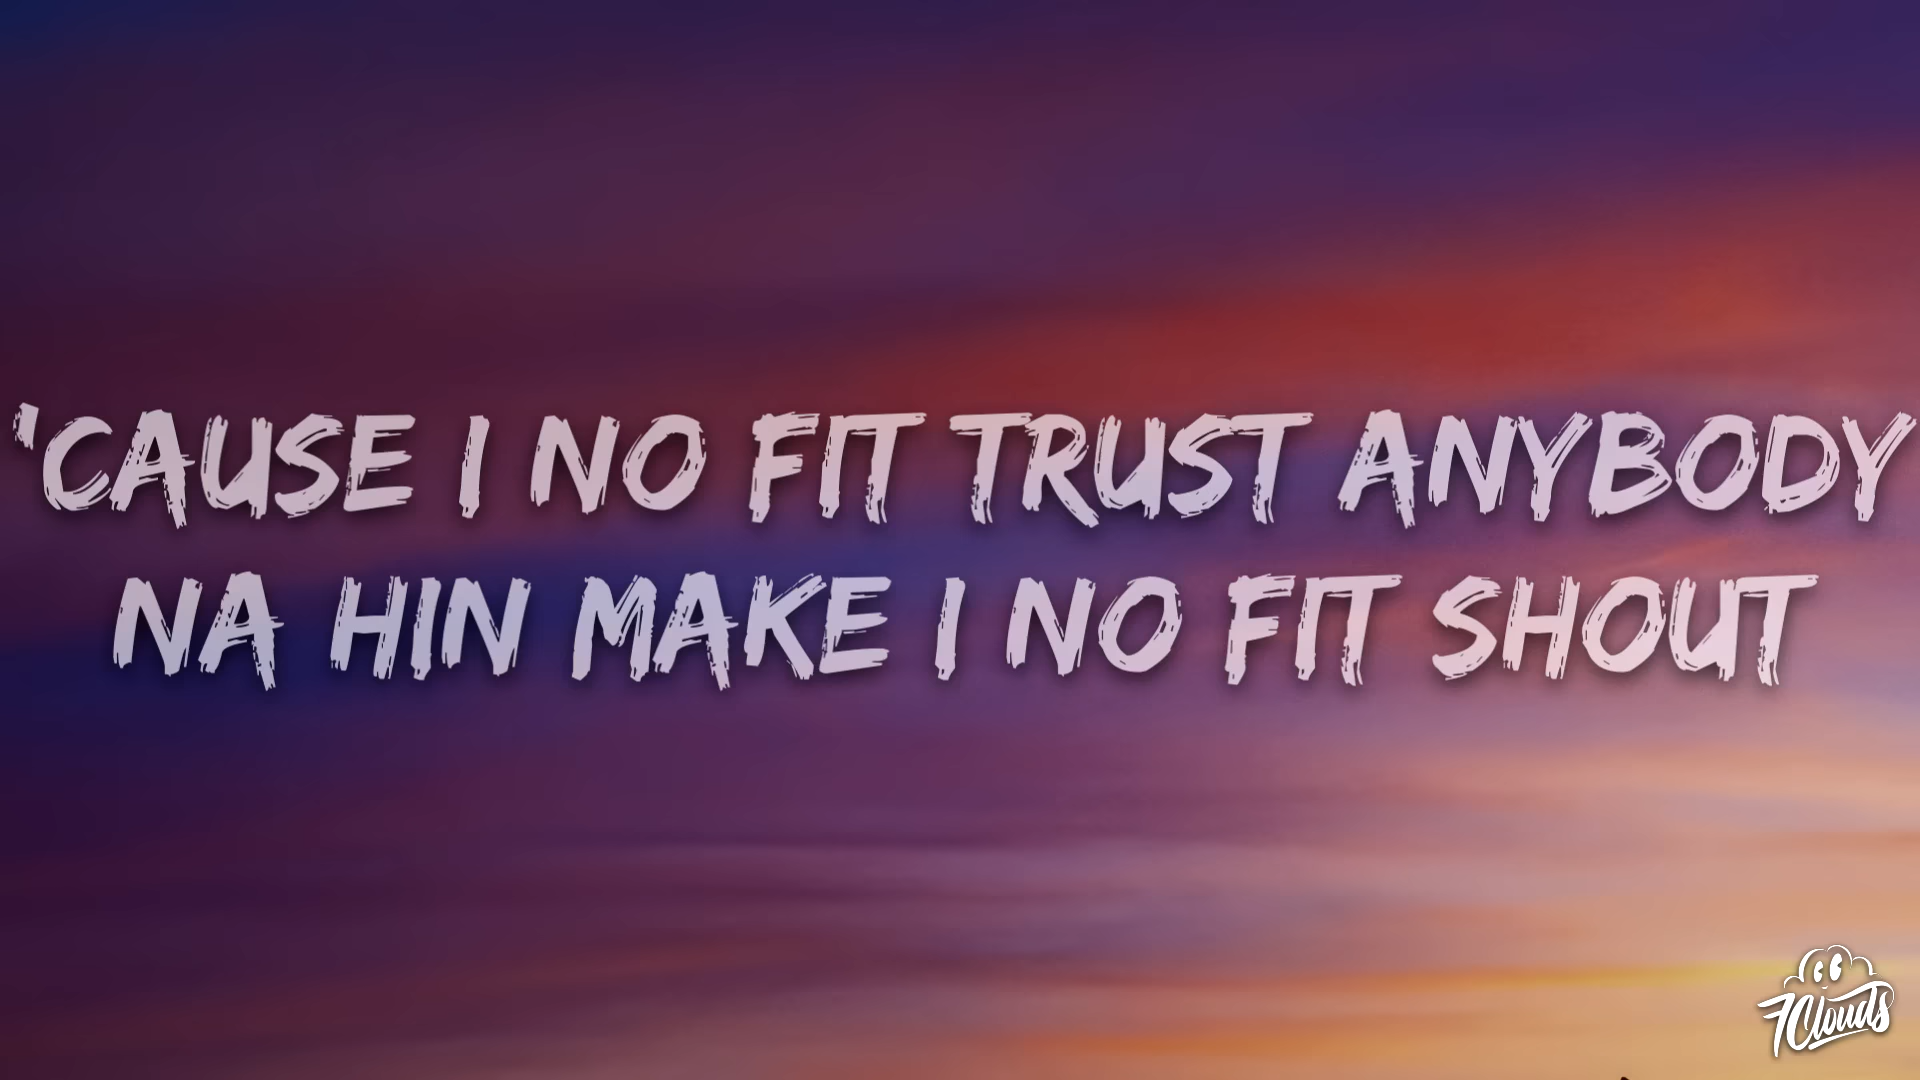 'CAUSE I NO FIT TRUST ANYBODY
NA HIN MAKE I NO FIT SHOUT
7Clouds